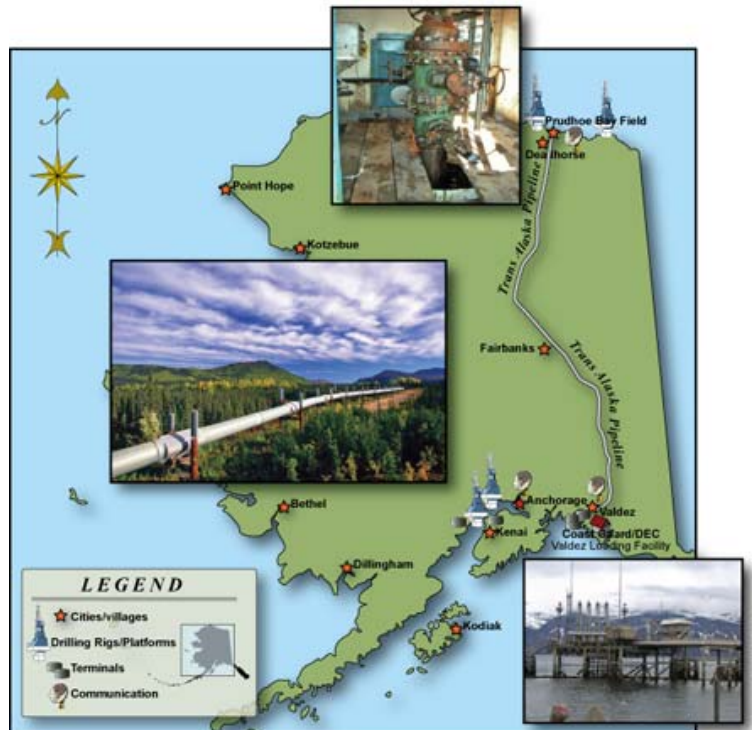 N
Prudhoe Bay Field
Deadhorse
Point Hope
Trans Alaska Pipeline
Kotzebue
Fairbanks
Trans Alaska Pipeline
Anchorage
Valdez
Bethel
Kenai
Coast Guard/DEC
Valdez Loading Facility
Dillingham
Kodiak
LEGEND
Cities/villages
Drilling Rigs/Platforms
Terminals
Communication